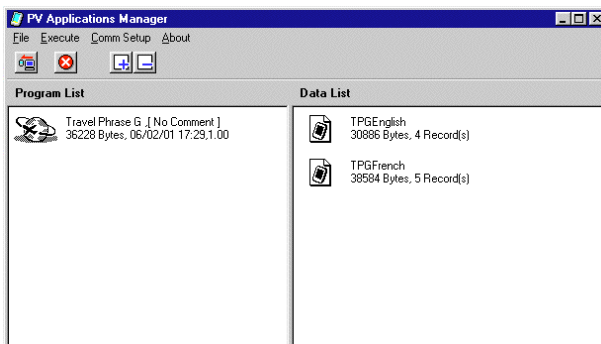 PV Applications Manager
File Execute Comm Setup About
Program List
Data List
Travel Phrase G ,[ No Comment ]
36228 Bytes, 06/02/01 17:29,1.00
TPGEnglish
30886 Bytes, 4 Record(s)
TPGFrench
38584 Bytes, 5 Record(s)